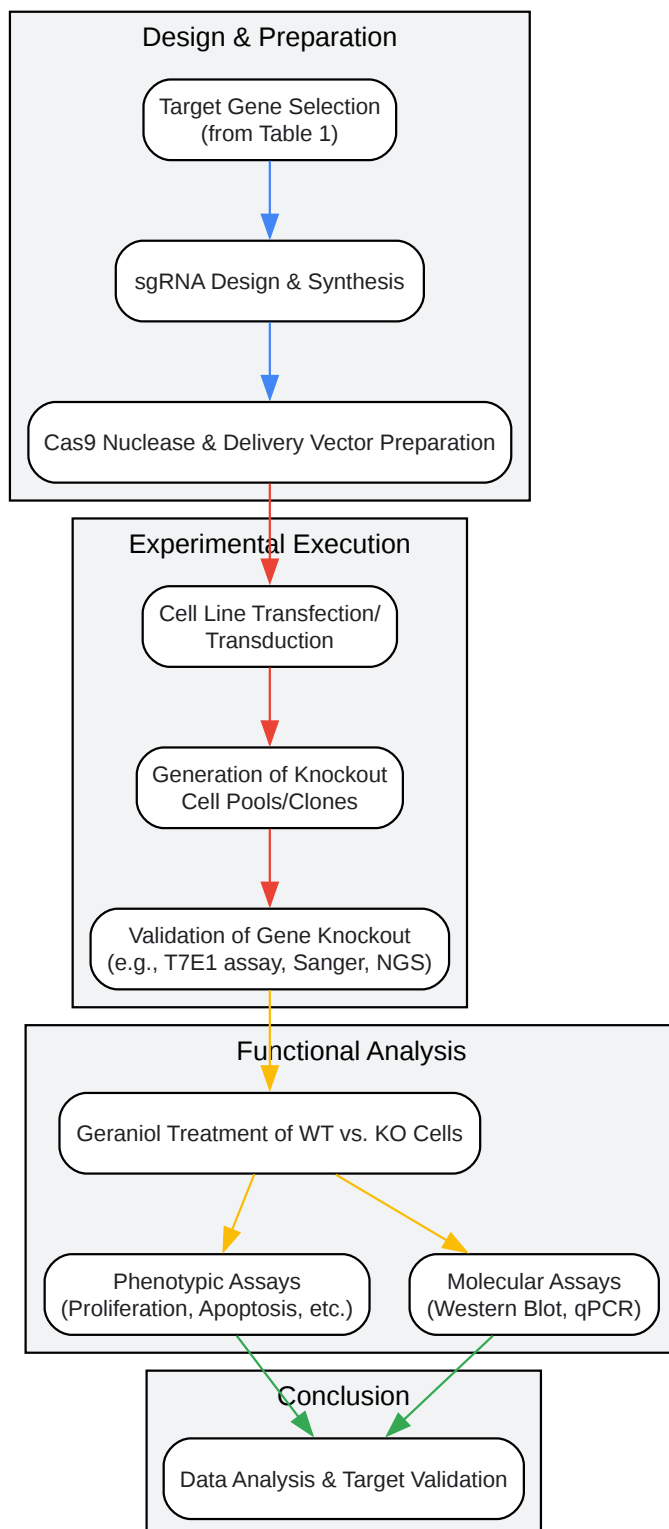 Design & Preparation
Target Gene Selection
(from Table 1)
sgRNA Design & Synthesis
Cas9 Nuclease & Delivery Vector Preparation
Experimental Execution
Cell Line Transfection/
Transduction
Generation of Knockout
Cell Pools/Clones
Validation of Gene Knockout
(e.g., T7E1 assay, Sanger, NGS)
Functional Analysis
Geraniol Treatment of WT vs. KO Cells
Phenotypic Assays
(Proliferation, Apoptosis, etc.)
Molecular Assays
(Western Blot, qPCR)
Conclusion
Data Analysis & Target Validation